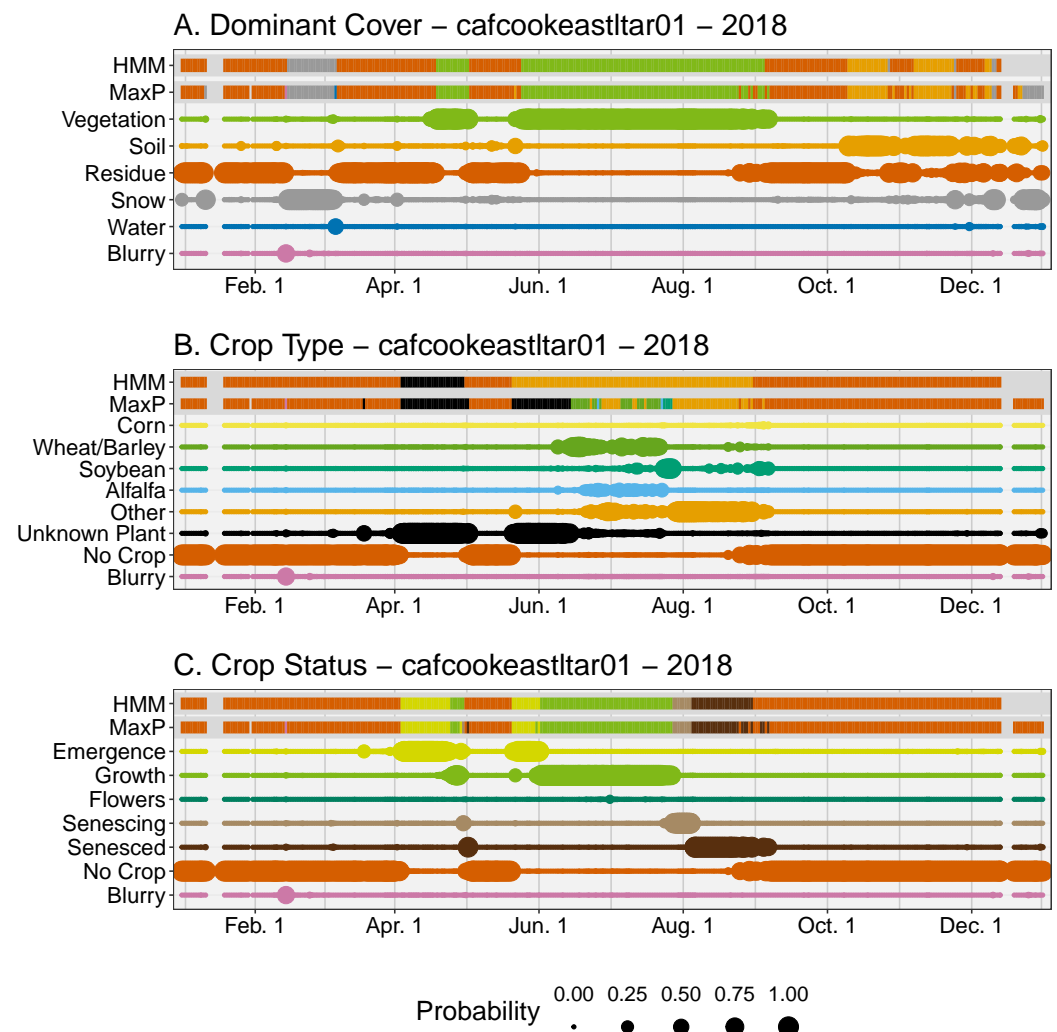 A. Dominant Cover – cafcookeastltar01 – 2018
HMM
MaxP
Vegetation
Soil
Residue
Snow
Water
Blurry
Feb. 1 Apr. 1 Jun. 1 Aug. 1 Oct. 1 Dec. 1
B. Crop Type – cafcookeastltar01 – 2018
HMM
MaxP
Corn
Wheat/Barley
Soybean
Alfalfa
Other
Unknown Plant
No Crop
Blurry
Feb. 1 Apr. 1 Jun. 1 Aug. 1 Oct. 1 Dec. 1
C. Crop Status – cafcookeastltar01 – 2018
HMM
MaxP
Emergence
Growth
Flowers
Senescing
Senesced
No Crop
Blurry
Feb. 1 Apr. 1 Jun. 1 Aug. 1 Oct. 1 Dec. 1
Probability 0.00 0.25 0.50 0.75 1.00